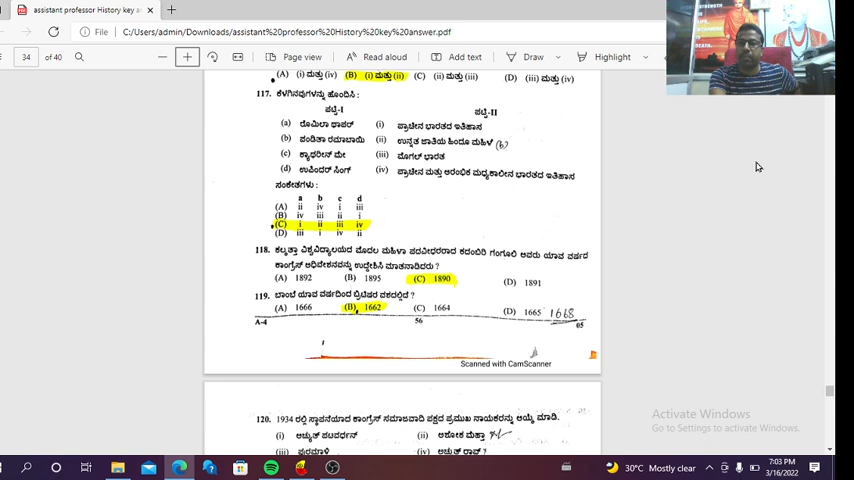 assistant professor History key an
File
C:/Users/admin/Downloads/assistant%20professor%20History%20key%20answer.pdf
34 of 40
Page view
Read aloud
Add text
Draw
Highlight
(A) (i) ಮತ್ತು (iv) (B) (i) ಮತ್ತು (ii) (C) (ii) ಮತ್ತು (iii) (D) (iii) ಮತ್ತು (iv)
117. ಕೆಳಗಿನವುಗಳನ್ನು ಹೊಂದಿಸಿ :
ಪಟ್ಟಿ-I ಪಟ್ಟಿ-II
(a) ರೊಮಿಲಾ ಥಾಪರ್ (i) ಪ್ರಾಚೀನ ಭಾರತದ ಇತಿಹಾಸ
(b) ಪಂಡಿತಾ ರಮಾಬಾಯಿ (ii) ಉನ್ನತ ಜಾತಿಯ ಹಿಂದೂ ಮಹಿಳೆ (b)
(c) ಕ್ಯಾಥರೀನ್ ಮೇ (iii) ಮೊಗಲ್ ಭಾರತ
(d) ಉಪಿಂದರ್ ಸಿಂಗ್ (iv) ಪ್ರಾಚೀನ ಮತ್ತು ಆರಂಭಿಕ ಮಧ್ಯಕಾಲೀನ ಭಾರತದ ಇತಿಹಾಸ
ಸಂಕೇತಗಳು :
a b c d
(A) ii iv i iii
(B) iv iii ii i
(C) i ii iii iv
(D) iii i iv ii
118. ಕಲ್ಕತ್ತಾ ವಿಶ್ವವಿದ್ಯಾಲಯದ ಮೊದಲ ಮಹಿಳಾ ಪದವೀಧರರಾದ ಕದಂಬಿರಿ ಗಂಗೂಲಿ ಅವರು ಯಾವ ವರ್ಷದ
ಕಾಂಗ್ರೆಸ್ ಅಧಿವೇಶನವನ್ನು ಉದ್ದೇಶಿಸಿ ಮಾತನಾಡಿದರು ?
(A) 1892 (B) 1895 (C) 1890 (D) 1891
119. ಬಾಂಬೆ ಯಾವ ವರ್ಷದಿಂದ ಬ್ರಿಟಿಷರ ವಶದಲ್ಲಿದೆ ?
(A) 1666 (B) 1662 (C) 1664 (D) 1665 1668
A-4 56 05
Scanned with CamScanner
120. 1934 ರಲ್ಲಿ ಸ್ಥಾಪನೆಯಾದ ಕಾಂಗ್ರೆಸ್ ಸಮಾಜವಾದಿ ಪಕ್ಷದ ಪ್ರಮುಖ ನಾಯಕರನ್ನು ಆಯ್ಕೆ ಮಾಡಿ.
(i) ಅಚ್ಯುತ್ ಪಟವರ್ಧನ್ (ii) ಅಶೋಕ ಮೆಹ್ತಾ
(iii) (iv) ಅಚ್ಯುತ್ ರಾವ್ ?
Activate Windows
Go to Settings to activate Windows.
30°C Mostly clear
7:03 PM
3/16/2022